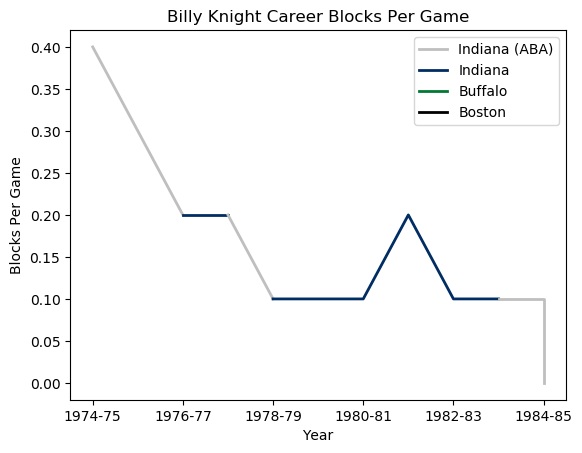 Billy Knight Career Blocks Per Game
Indiana (ABA)
Indiana
Buffalo
Boston
Blocks Per Game
0.40
0.35
0.30
0.25
0.20
0.15
0.10
0.05
0.00
1974-75 1976-77 1978-79 1980-81 1982-83 1984-85
Year